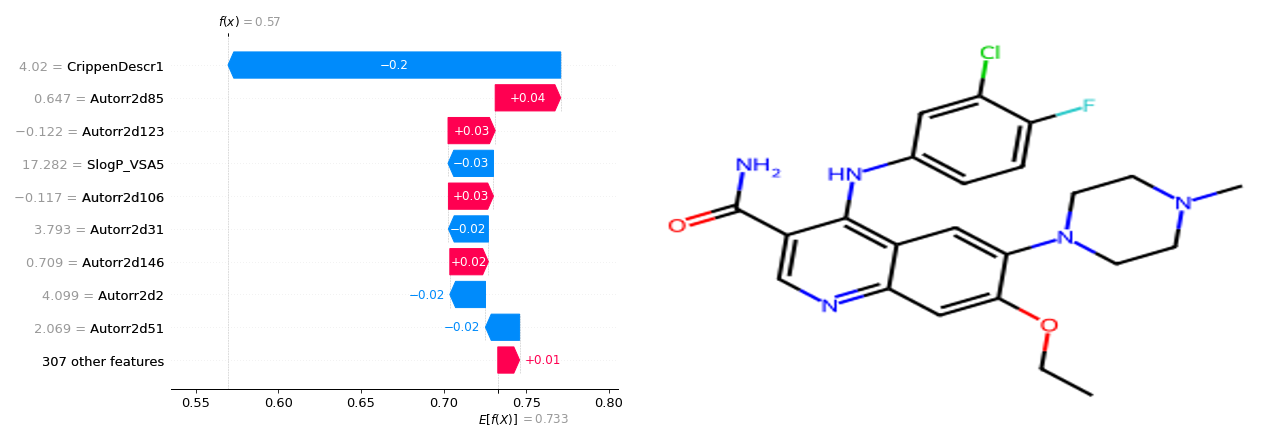 f(x) = 0.57
4.02 = CrippenDescr1 −0.2
0.647 = Autorr2d85 +0.04
−0.122 = Autorr2d123 +0.03
17.282 = SlogP_VSA5 −0.03
−0.117 = Autorr2d106 +0.03
3.793 = Autorr2d31 −0.02
0.709 = Autorr2d146 +0.02
4.099 = Autorr2d2 −0.02
2.069 = Autorr2d51 −0.02
307 other features +0.01
0.55 0.60 0.65 0.70 0.75 0.80
E[f(X)] = 0.733
Cl
F
NH₂
HN
O
N
N
N
O